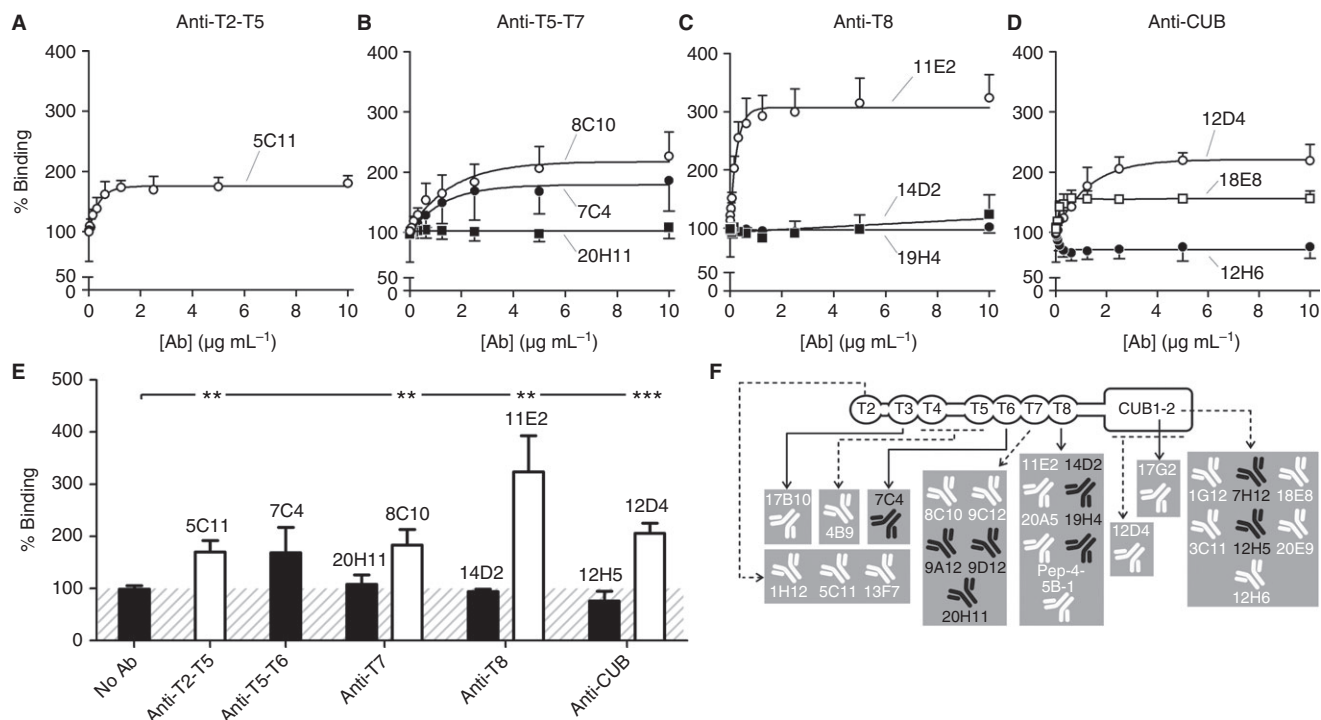 A Anti-T2-T5
B Anti-T5-T7
C Anti-T8
D Anti-CUB
% Binding
400
300
200
100
50
0
5C11
0 2 4 6 8 10
[Ab] (µg mL⁻¹)
400
300
200
100
50
0
8C10
7C4
20H11
0 2 4 6 8 10
[Ab] (µg mL⁻¹)
400
300
200
100
50
0
11E2
14D2
19H4
0 2 4 6 8 10
[Ab] (µg mL⁻¹)
400
300
200
100
50
0
12D4
18E8
12H6
0 2 4 6 8 10
[Ab] (µg mL⁻¹)
E
% Binding
500
400
300
200
100
0
** ** ** ***
5C11
7C4
20H11
8C10
14D2
11E2
12H5
12D4
No Ab
Anti-T2-T5
Anti-T5-T6
Anti-T7
Anti-T8
Anti-CUB
F
T2 T3 T4 T5 T6 T7 T8 CUB1-2
17B10
4B9
7C4
1H12 5C11 13F7
8C10 9C12
9A12 9D12
20H11
11E2 14D2
20A5 19H4
Pep-4-
5B-1
12D4
17G2
1G12 7H12 18E8
3C11 12H5 20E9
12H6